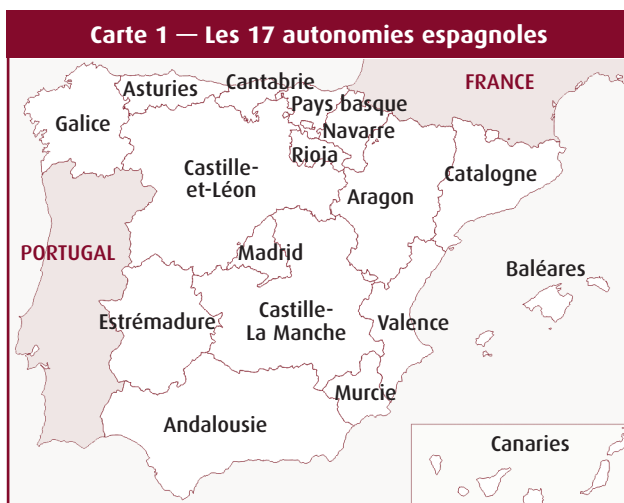 Carte 1 — Les 17 autonomies espagnoles
FRANCE
Cantabrie
Asturies
Pays basque
Galice
Navarre
Rioja
Castille-
et-Léon
Catalogne
Aragon
PORTUGAL
Madrid
Baléares
Castille-
La Manche
Estrémadure
Valence
Murcie
Andalousie
Canaries